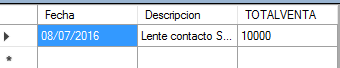 Fecha Descripcion TOTALVENTA
08/07/2016 Lente contacto S... 10000